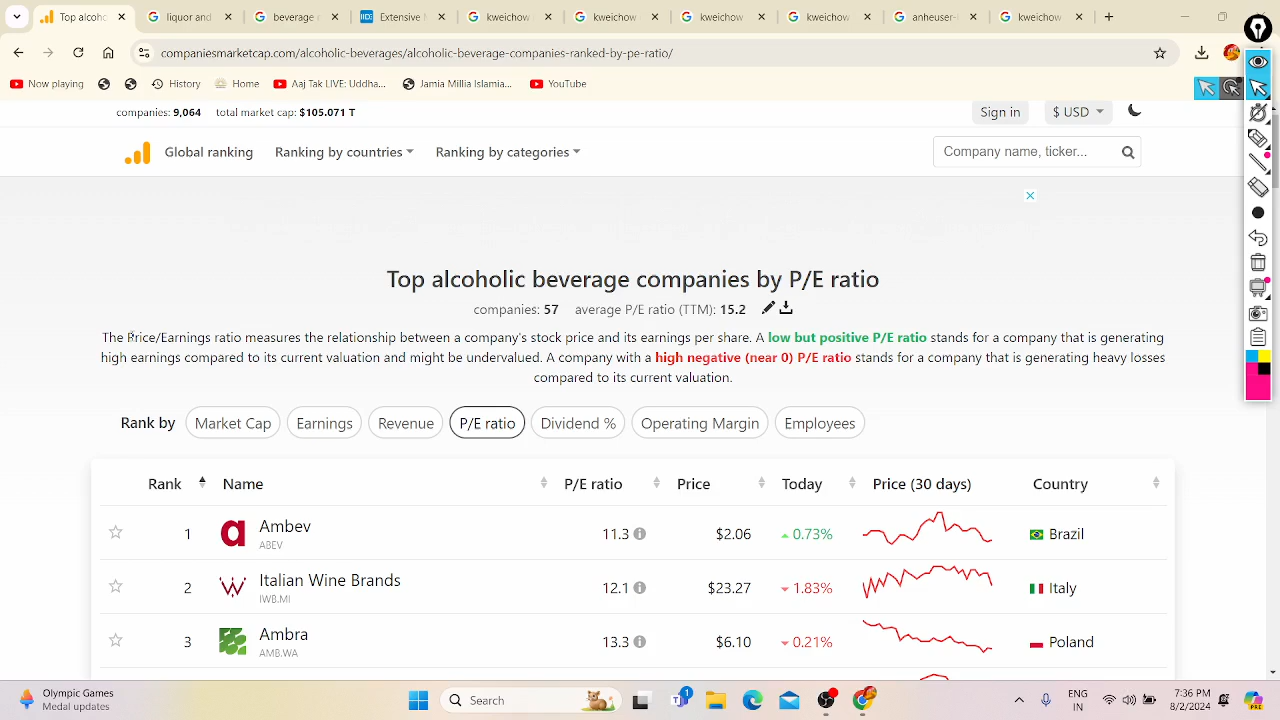 Top alcohol
liquor and
beverage
Extensive
kweichow
kweichow
kweichow
kweichow
anheuser-
kweichow
companiesmarketcap.com/alcoholic-beverages/alcoholic-beverage-companies-ranked-by-pe-ratio/
Now playing
History
Home
Aaj Tak LIVE: Uddha...
Jamia Millia Islamia...
YouTube
companies: 9,064 total market cap: $105.071 T
Sign in
$ USD
Global ranking
Ranking by countries
Ranking by categories
Company name, ticker...
Top alcoholic beverage companies by P/E ratio
companies: 57 average P/E ratio (TTM): 15.2
The Price/Earnings ratio measures the relationship between a company's stock price and its earnings per share. A low but positive P/E ratio stands for a company that is generating
high earnings compared to its current valuation and might be undervalued. A company with a high negative (near 0) P/E ratio stands for a company that is generating heavy losses
compared to its current valuation.
Rank by Market Cap Earnings Revenue P/E ratio Dividend % Operating Margin Employees
Rank Name P/E ratio Price Today Price (30 days) Country
1 Ambev 11.3 $2.06 0.73% Brazil
ABEV
2 Italian Wine Brands 12.1 $23.27 1.83% Italy
IWB.MI
3 Ambra 13.3 $6.10 0.21% Poland
AMB.WA
Olympic Games
Medal updates
Search
1
ENG
IN
7:36 PM
8/2/2024
PRE